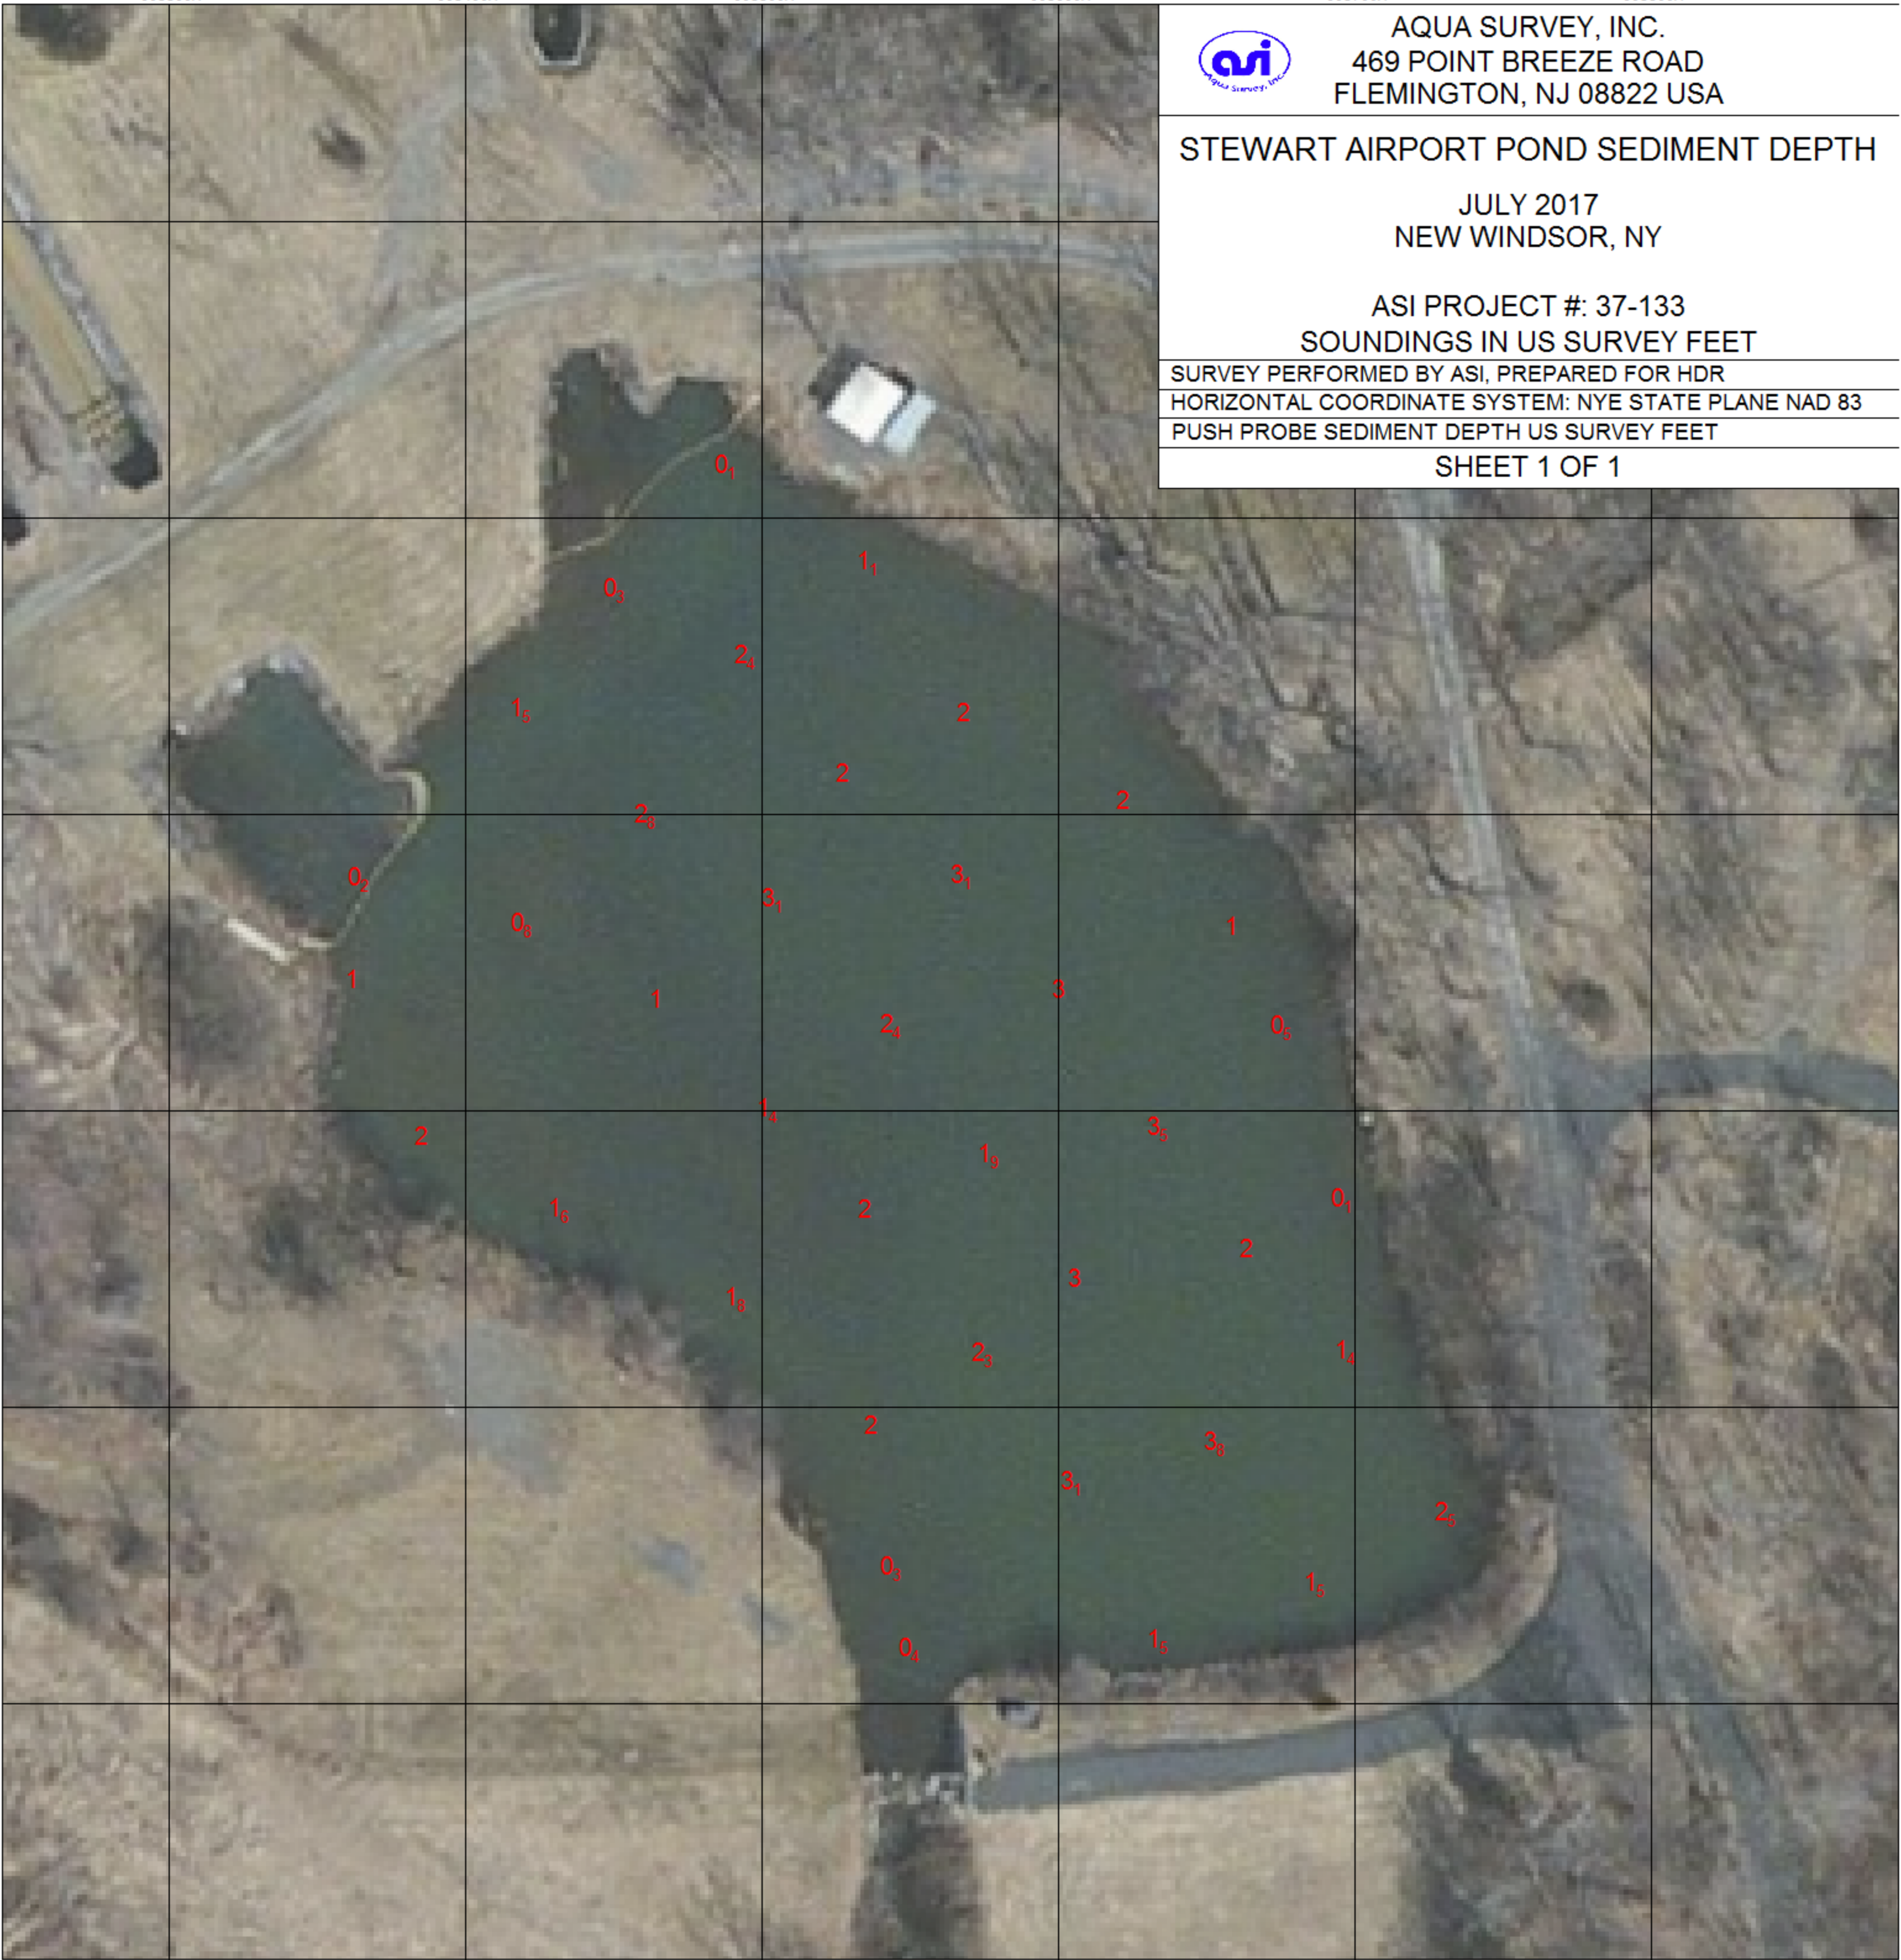 AQUA SURVEY, INC.
469 POINT BREEZE ROAD
FLEMINGTON, NJ 08822 USA
asi
Aqua Survey, Inc.
STEWART AIRPORT POND SEDIMENT DEPTH
JULY 2017
NEW WINDSOR, NY
ASI PROJECT #: 37-133
SOUNDINGS IN US SURVEY FEET
SURVEY PERFORMED BY ASI, PREPARED FOR HDR
HORIZONTAL COORDINATE SYSTEM: NYE STATE PLANE NAD 83
PUSH PROBE SEDIMENT DEPTH US SURVEY FEET
SHEET 1 OF 1
0₁
1₁
0₃
2₄
1₅
2
2
2
2₈
0₂
3₁
3₁
0₈
1
1
3
1
2₄
0₅
1₄
3₅
2
1₉
0₁
1₆
2
2
3
1₈
1₄
2₃
2
3₈
3₁
2₅
0₃
1₅
1₅
0₄